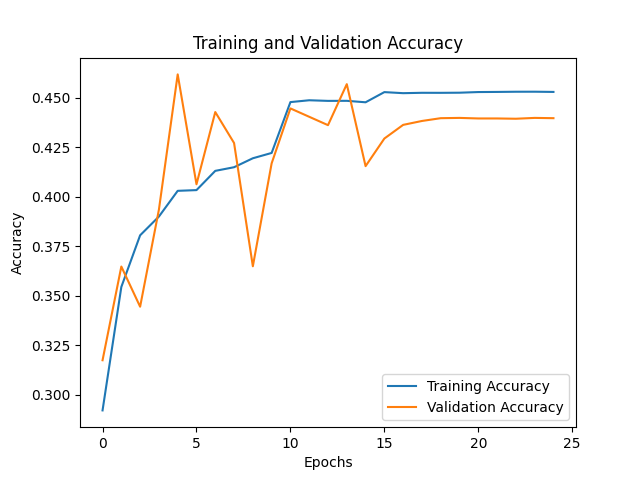 Training and Validation Accuracy
Accuracy
0.450
0.425
0.400
0.375
0.350
0.325
0.300
0
5
10
15
20
25
Epochs
Training Accuracy
Validation Accuracy